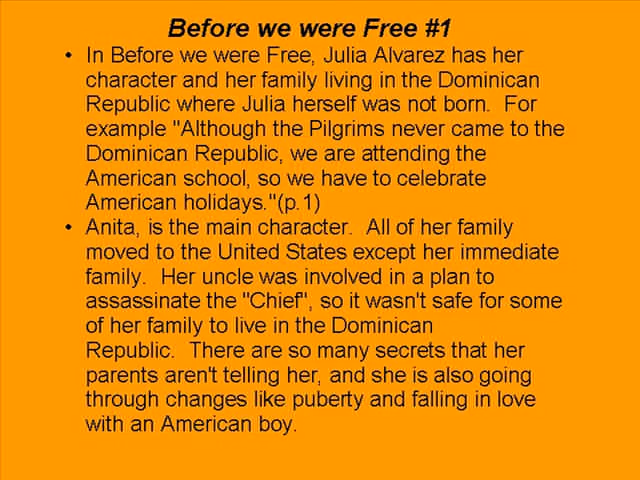 Before we were Free #1
• In Before we were Free, Julia Alvarez has her
character and her family living in the Dominican
Republic where Julia herself was not born.  For
example "Although the Pilgrims never came to the
Dominican Republic, we are attending the
American school, so we have to celebrate
American holidays."(p.1)
• Anita, is the main character.  All of her family
moved to the United States except her immediate
family.  Her uncle was involved in a plan to
assassinate the "Chief", so it wasn't safe for some
of her family to live in the Dominican
Republic.  There are so many secrets that her
parents aren't telling her, and she is also going
through changes like puberty and falling in love
with an American boy.